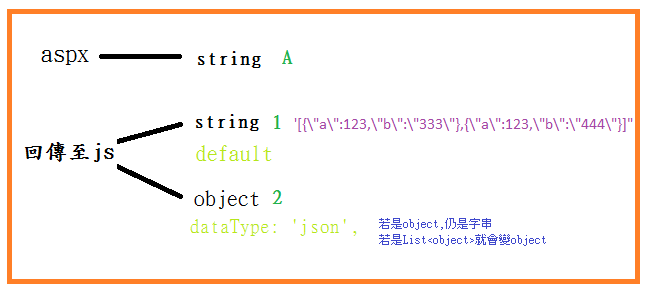 aspx string A
string 1 '[{\"a\":123,\"b\":\"333\"},{\"a\":123,\"b\":\"444\"}]"
回傳至js default
object 2
dataType: 'json', 若是object,仍是字串
若是List<object>就會變object